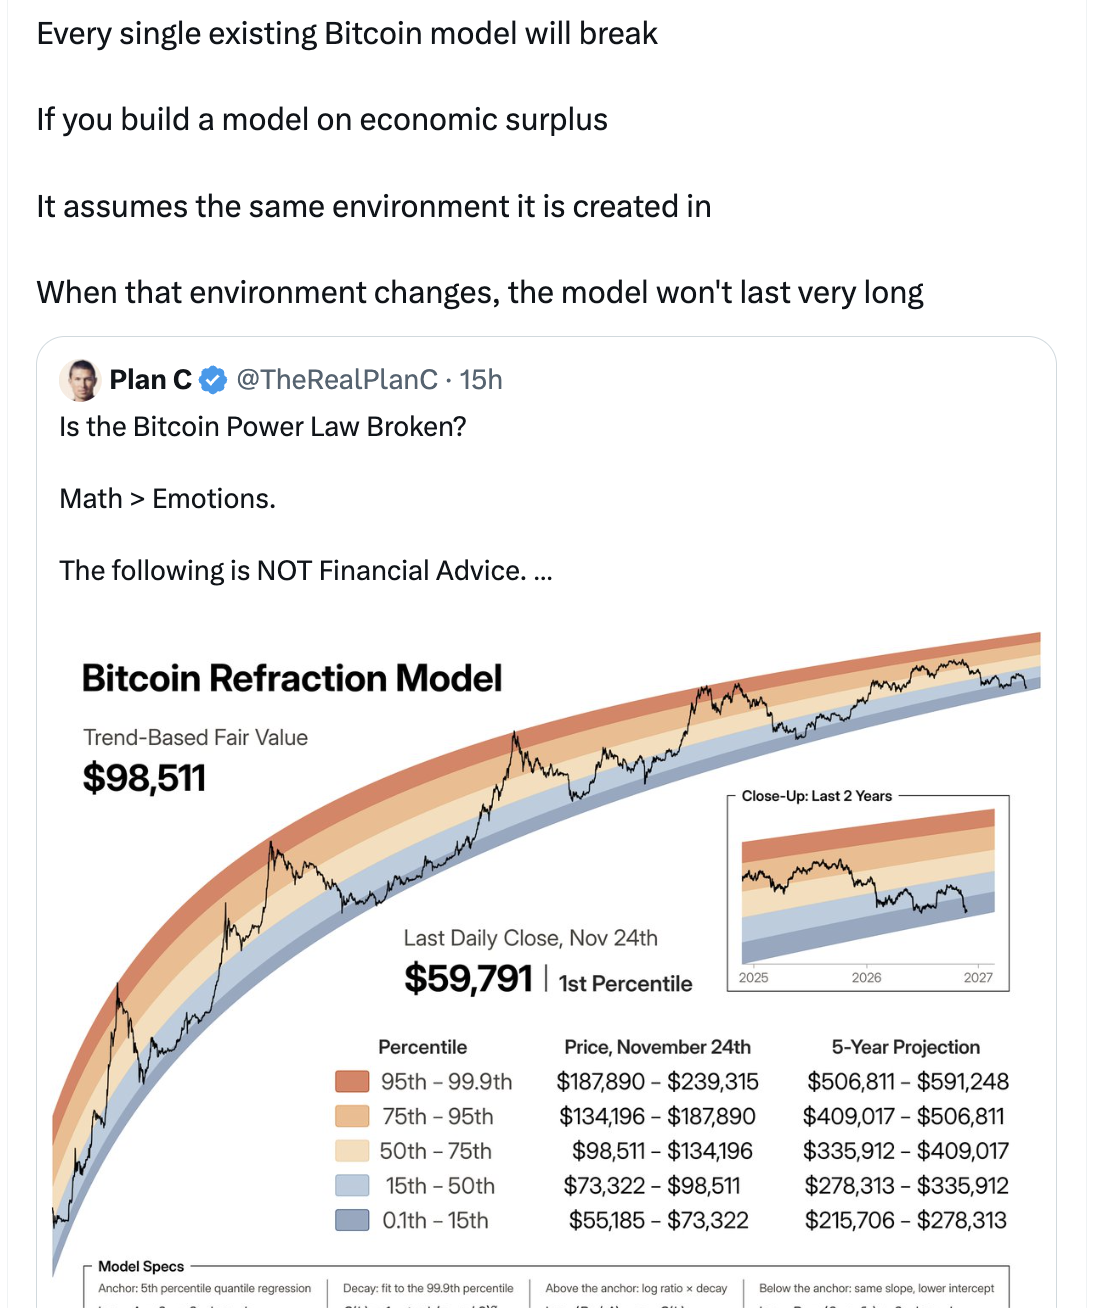 Every single existing Bitcoin model will break
If you build a model on economic surplus
It assumes the same environment it is created in
When that environment changes, the model won't last very long
Plan C @TheRealPlanC · 15h
Is the Bitcoin Power Law Broken?
Math > Emotions.
The following is NOT Financial Advice. ...
Bitcoin Refraction Model
Trend-Based Fair Value
$98,511
Close-Up: Last 2 Years
2025 2026 2027
Last Daily Close, Nov 24th
$59,791 | 1st Percentile
Percentile Price, November 24th 5-Year Projection
95th – 99.9th $187,890 – $239,315 $506,811 – $591,248
75th – 95th $134,196 – $187,890 $409,017 – $506,811
50th – 75th $98,511 – $134,196 $335,912 – $409,017
15th – 50th $73,322 – $98,511 $278,313 – $335,912
0.1th – 15th $55,185 – $73,322 $215,706 – $278,313
Model Specs
Anchor: 5th percentile quantile regression Decay: fit to the 99.9th percentile Above the anchor: log ratio × decay Below the anchor: same slope, lower intercept